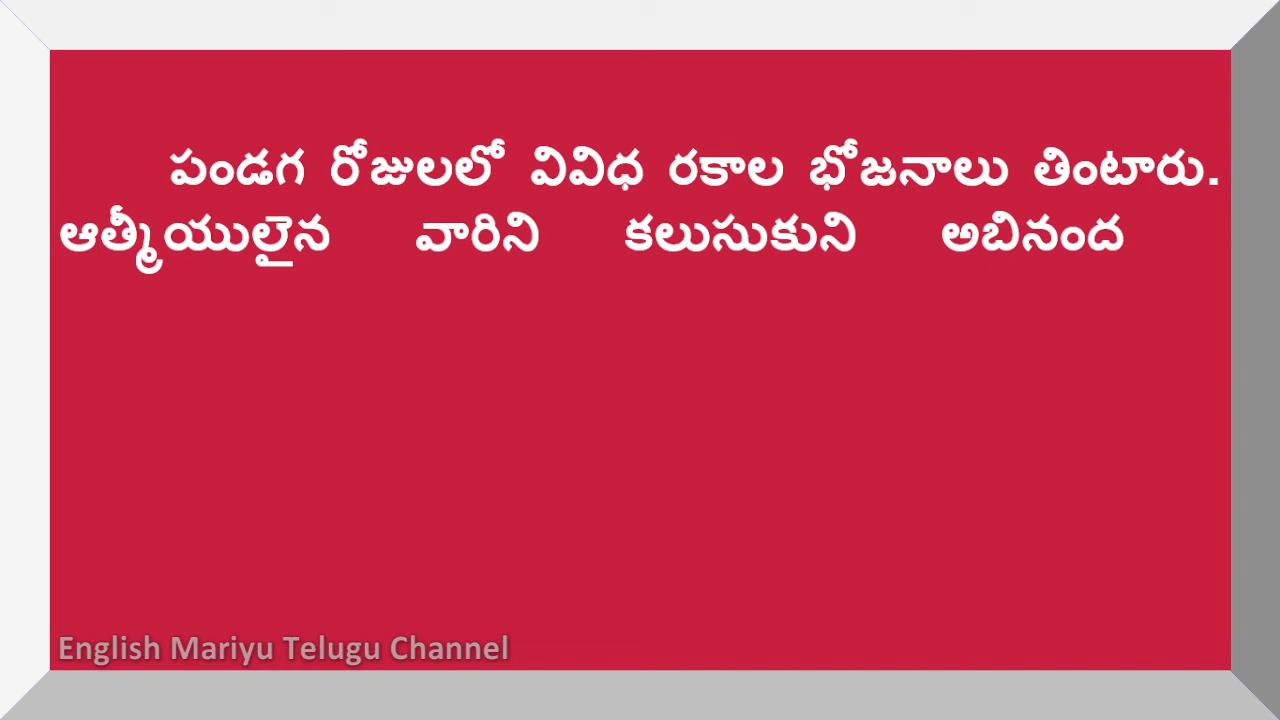 పండగ రోజులలో వివిధ రకాల భోజనాలు తింటారు.
ఆత్మీయులైన వారిని కలుసుకుని అబినంద
English Mariyu Telugu Channel